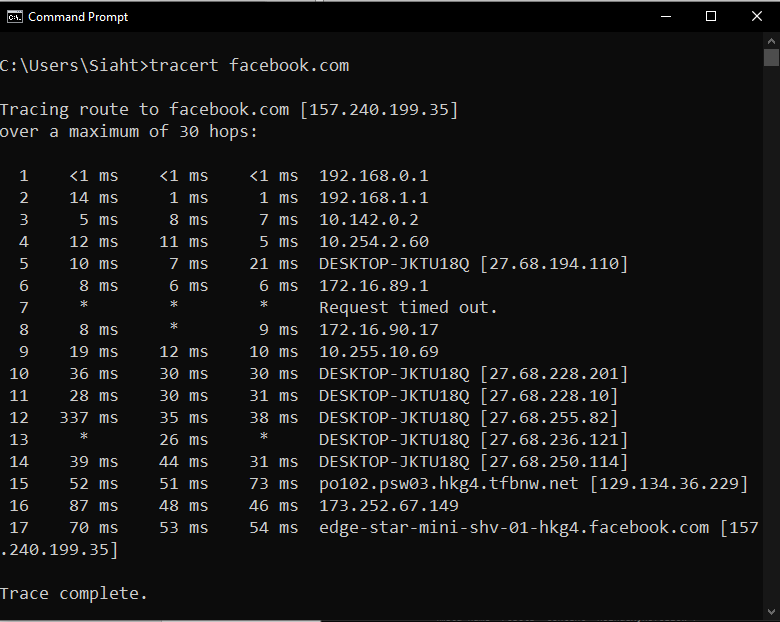 Command Prompt
C:\Users\Siaht>tracert facebook.com
Tracing route to facebook.com [157.240.199.35]
over a maximum of 30 hops:
1 <1 ms <1 ms <1 ms 192.168.0.1
2 14 ms 1 ms 1 ms 192.168.1.1
3 5 ms 8 ms 7 ms 10.142.0.2
4 12 ms 11 ms 5 ms 10.254.2.60
5 10 ms 7 ms 21 ms DESKTOP-JKTU18Q [27.68.194.110]
6 8 ms 6 ms 6 ms 172.16.89.1
7 * * * Request timed out.
8 8 ms * 9 ms 172.16.90.17
9 19 ms 12 ms 10 ms 10.255.10.69
10 36 ms 30 ms 30 ms DESKTOP-JKTU18Q [27.68.228.201]
11 28 ms 30 ms 31 ms DESKTOP-JKTU18Q [27.68.228.10]
12 337 ms 35 ms 38 ms DESKTOP-JKTU18Q [27.68.255.82]
13 * 26 ms * DESKTOP-JKTU18Q [27.68.236.121]
14 39 ms 44 ms 31 ms DESKTOP-JKTU18Q [27.68.250.114]
15 52 ms 51 ms 73 ms po102.psw03.hkg4.tfbnw.net [129.134.36.229]
16 87 ms 48 ms 46 ms 173.252.67.149
17 70 ms 53 ms 54 ms edge-star-mini-shv-01-hkg4.facebook.com [157
.240.199.35]
Trace complete.